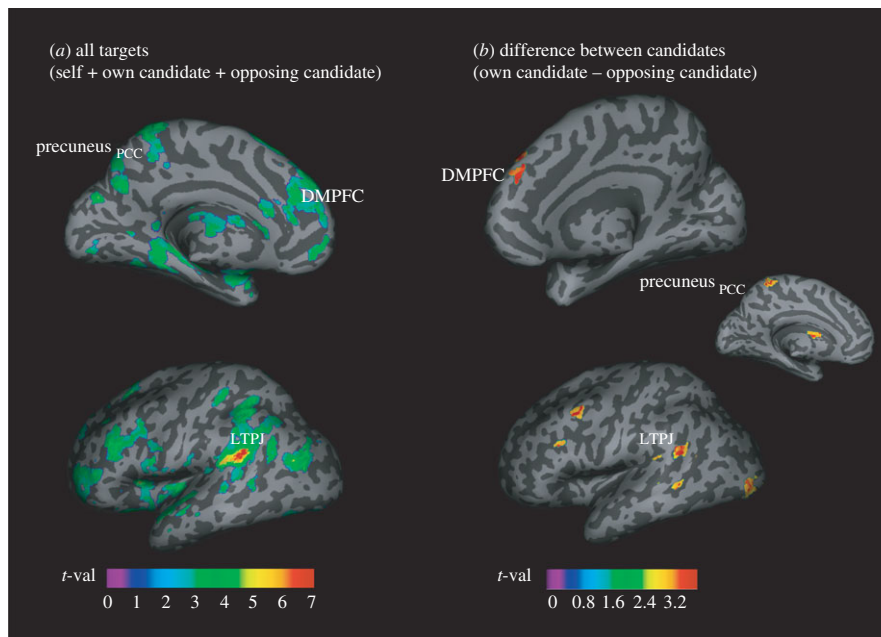 (a) all targets
(self + own candidate + opposing candidate)
precuneus PCC
DMPFC
LTPJ
t-val
0 1 2 3 4 5 6 7
(b) difference between candidates
(own candidate – opposing candidate)
DMPFC
precuneus PCC
LTPJ
t-val
0 0.8 1.6 2.4 3.2